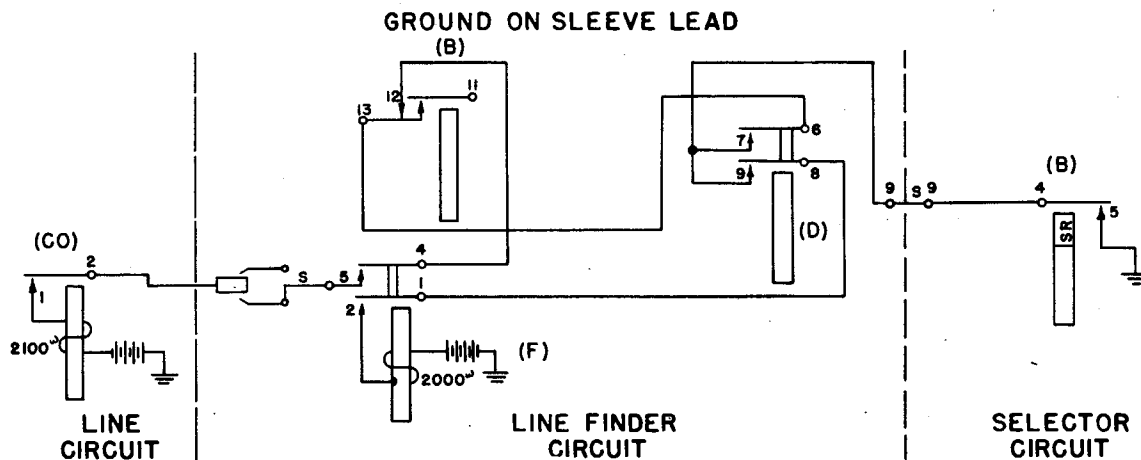 GROUND ON SLEEVE LEAD
(B)
11
12
13
6
7
8
9
(B)
9 S 9
4
5
SR
(D)
(CO)
2
1
S
5
4
1
2
2100ω
(F)
2000ω
LINE CIRCUIT
LINE FINDER CIRCUIT
SELECTOR CIRCUIT